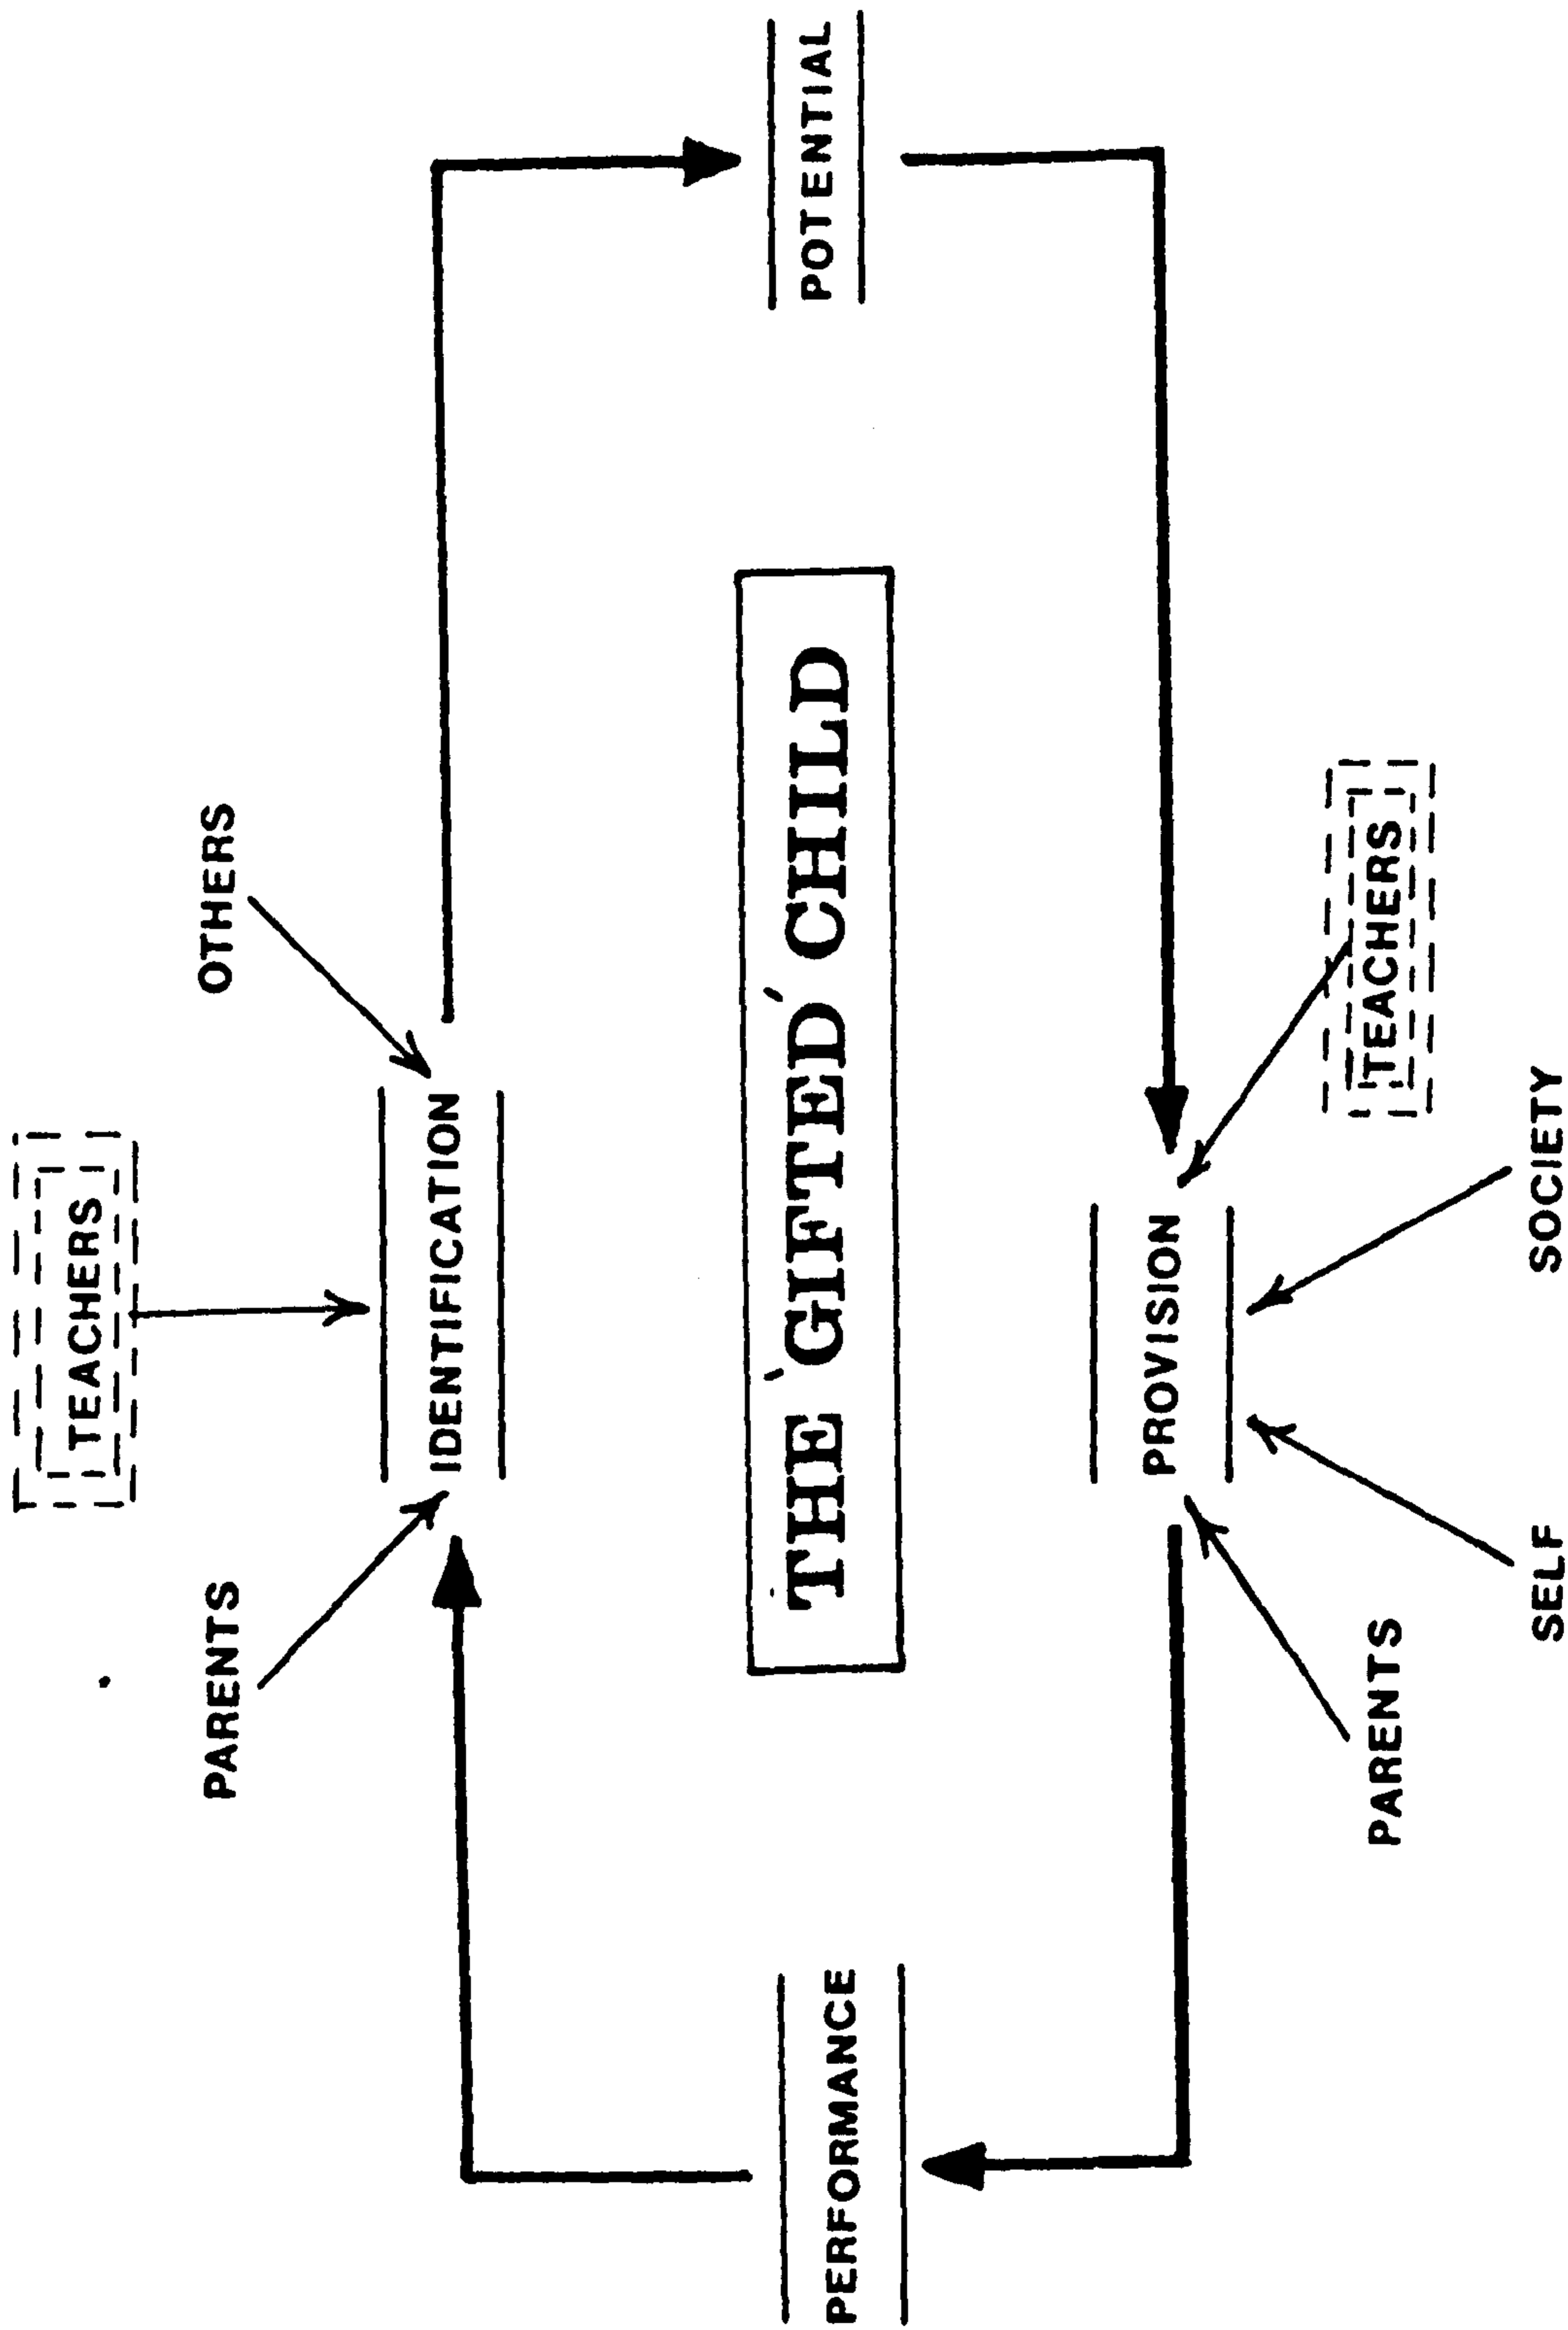 TEACHERS
PARENTS
OTHERS
IDENTIFICATION
PERFORMANCE
THE GIFTED CHILD
POTENTIAL
PROVISION
PARENTS
TEACHERS
SELF
SOCIETY